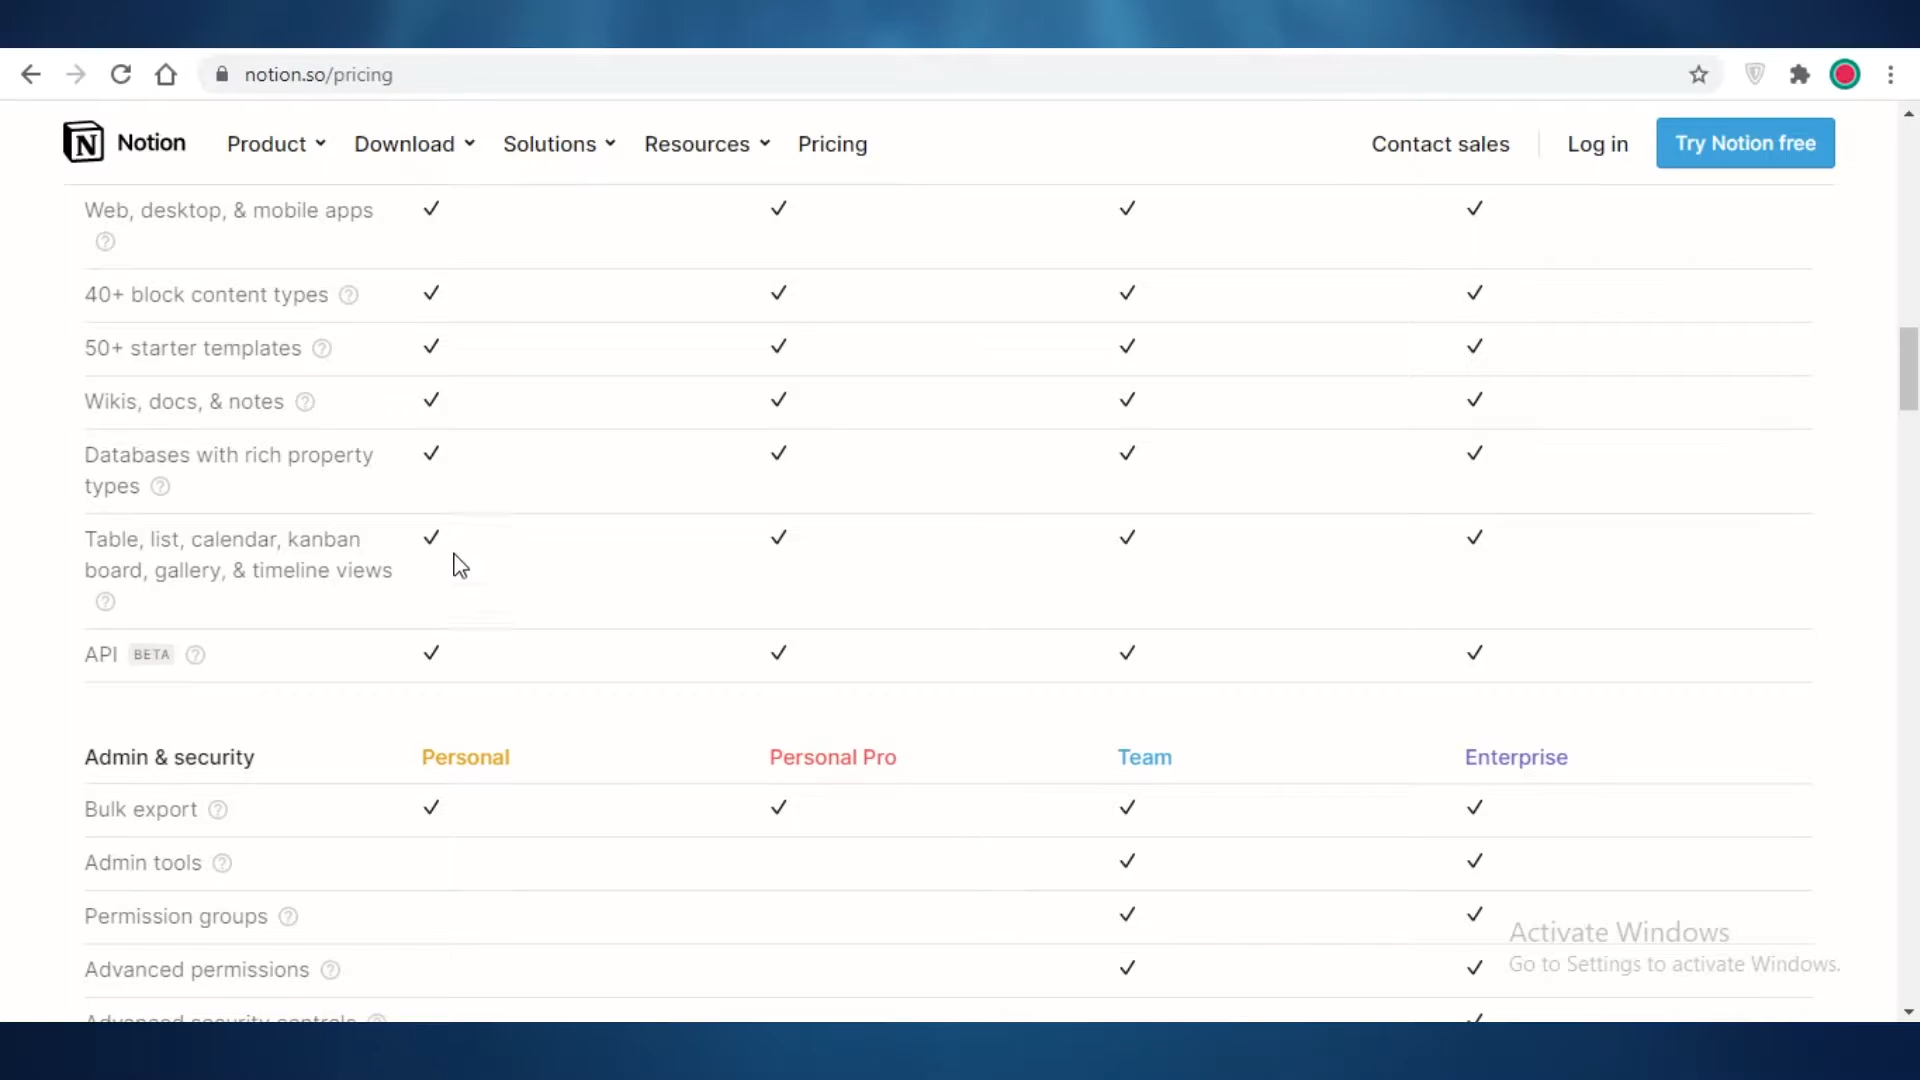 notion.so/pricing
Notion Product Download Solutions Resources Pricing Contact sales Log in Try Notion free
Web, desktop, & mobile apps ✓ ✓ ✓ ✓
40+ block content types ✓ ✓ ✓ ✓
50+ starter templates ✓ ✓ ✓ ✓
Wikis, docs, & notes ✓ ✓ ✓ ✓
Databases with rich property ✓ ✓ ✓ ✓
types
Table, list, calendar, kanban ✓ ✓ ✓ ✓
board, gallery, & timeline views
API BETA ✓ ✓ ✓ ✓
Admin & security Personal Personal Pro Team Enterprise
Bulk export ✓ ✓ ✓ ✓
Admin tools ✓ ✓
Permission groups ✓ ✓
Activate Windows
Advanced permissions ✓ ✓
Go to Settings to activate Windows.
Advanced security controls ✓